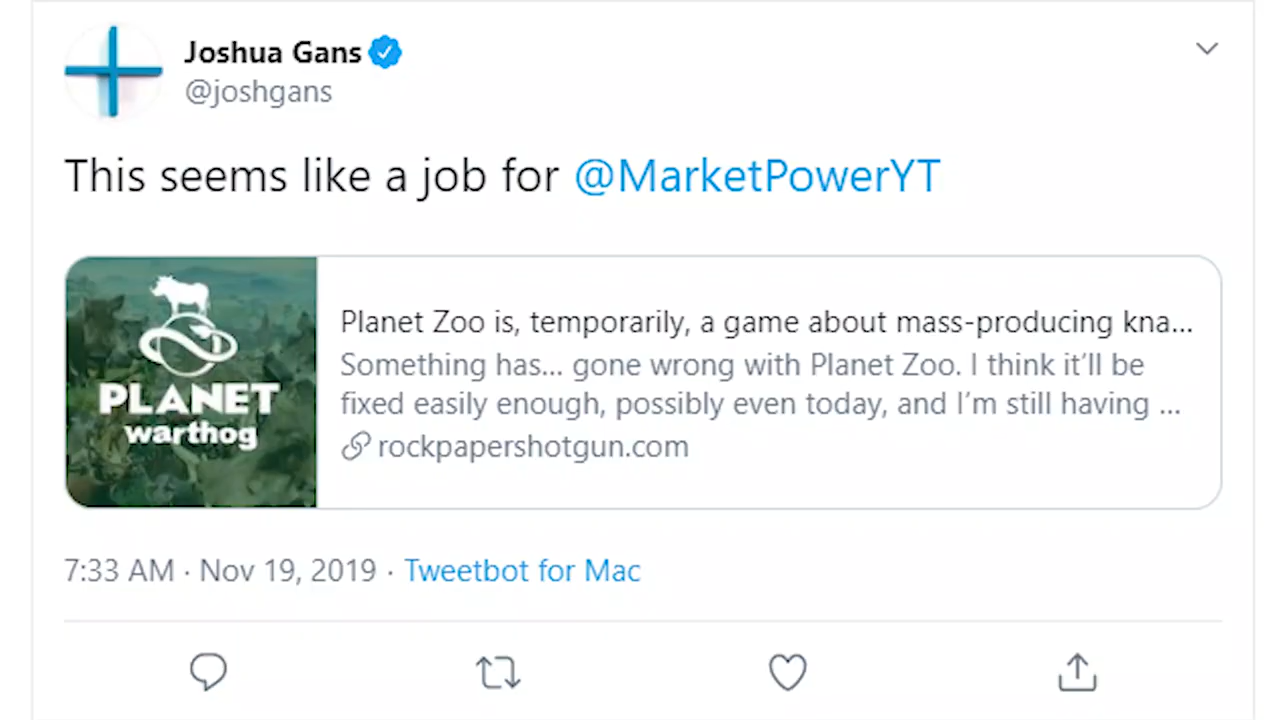 Joshua Gans
@joshgans
This seems like a job for @MarketPowerYT
PLANET
warthog
Planet Zoo is, temporarily, a game about mass-producing kna...
Something has... gone wrong with Planet Zoo. I think it'll be
fixed easily enough, possibly even today, and I'm still having ...
rockpapershotgun.com
7:33 AM · Nov 19, 2019 · Tweetbot for Mac